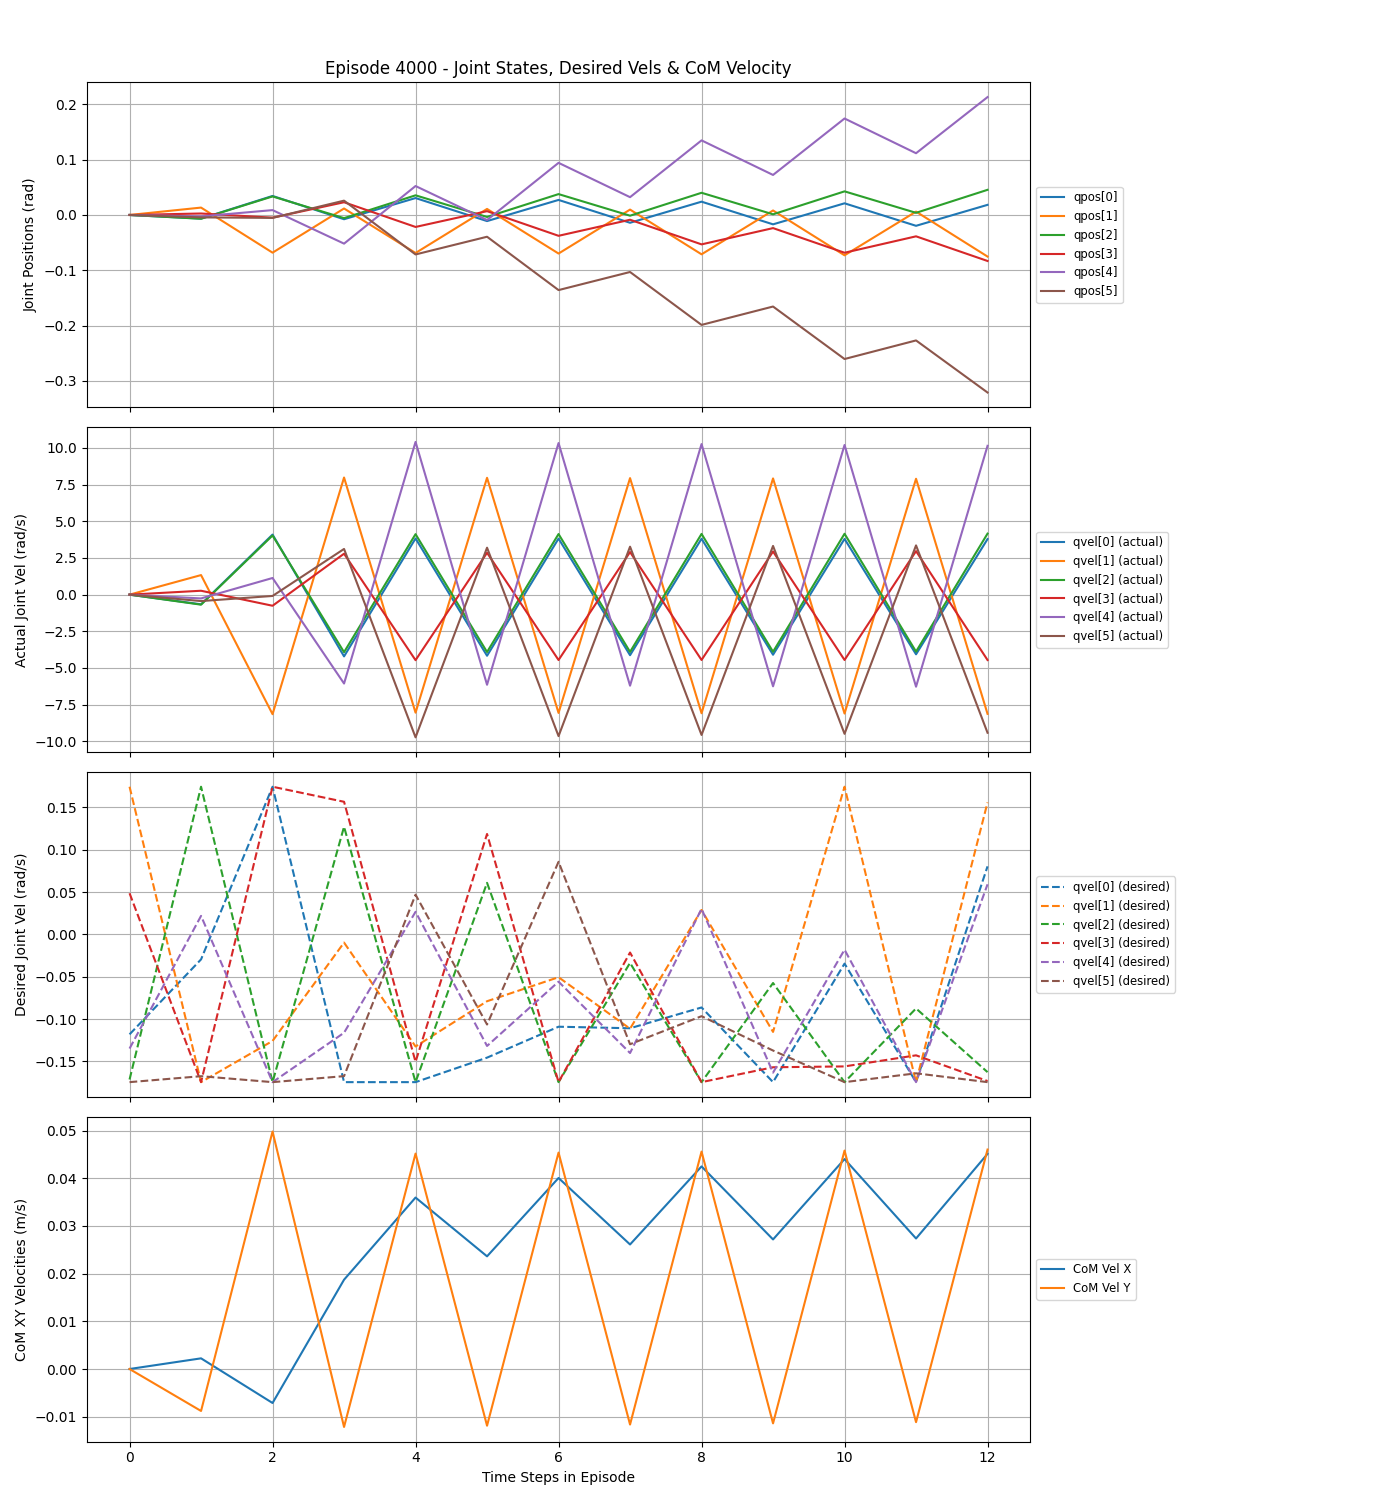 Episode 4000 - Joint States, Desired Vels & CoM Velocity
Joint Positions (rad)
0.2
0.1
0.0
−0.1
−0.2
−0.3
qpos[0]
qpos[1]
qpos[2]
qpos[3]
qpos[4]
qpos[5]
Actual Joint Vel (rad/s)
10.0
7.5
5.0
2.5
0.0
−2.5
−5.0
−7.5
−10.0
qvel[0] (actual)
qvel[1] (actual)
qvel[2] (actual)
qvel[3] (actual)
qvel[4] (actual)
qvel[5] (actual)
Desired Joint Vel (rad/s)
0.15
0.10
0.05
0.00
−0.05
−0.10
−0.15
qvel[0] (desired)
qvel[1] (desired)
qvel[2] (desired)
qvel[3] (desired)
qvel[4] (desired)
qvel[5] (desired)
CoM XY Velocities (m/s)
0.05
0.04
0.03
0.02
0.01
0.00
−0.01
CoM Vel X
CoM Vel Y
0 2 4 6 8 10 12
Time Steps in Episode